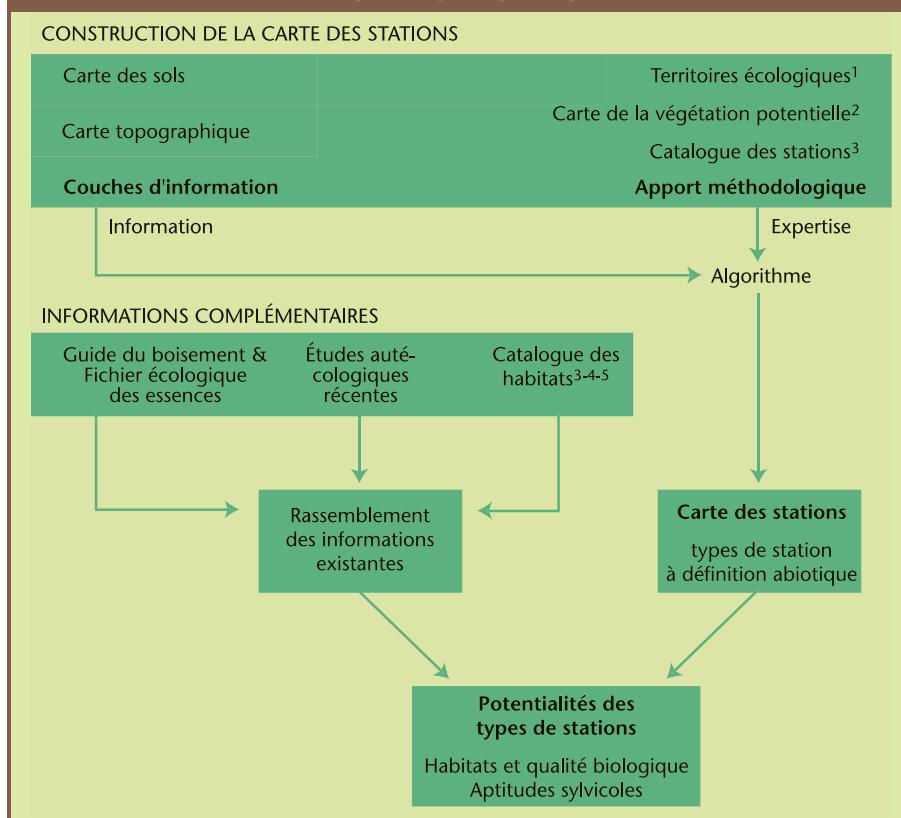 CONSTRUCTION DE LA CARTE DES STATIONS
Carte des sols
Territoires écologiques1
Carte topographique
Carte de la végétation potentielle2
Catalogue des stations3
Couches d'information
Apport méthodologique
Information
Expertise
Algorithme
INFORMATIONS COMPLÉMENTAIRES
Guide du boisement &
Fichier écologique
des essences
Études auté-
cologiques
récentes
Catalogue des
habitats3-4-5
Rassemblement
des informations
existantes
Carte des stations
types de station
à définition abiotique
Potentialités des
types de stations
Habitats et qualité biologique
Aptitudes sylvicoles